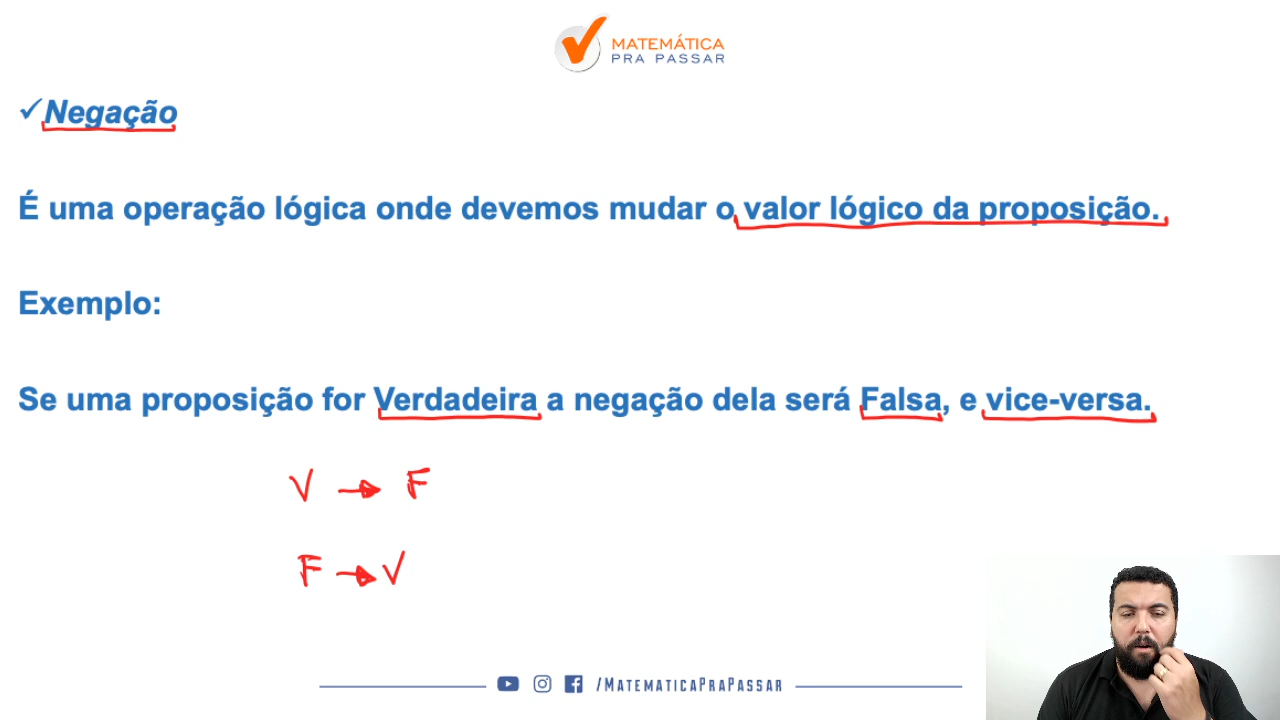 MATEMÁTICA
PRA PASSAR
✓Negação
É uma operação lógica onde devemos mudar o valor lógico da proposição.
Exemplo:
Se uma proposição for Verdadeira a negação dela será Falsa, e vice-versa.
V → F
F → V
/MATEMATICAPRAPASSAR